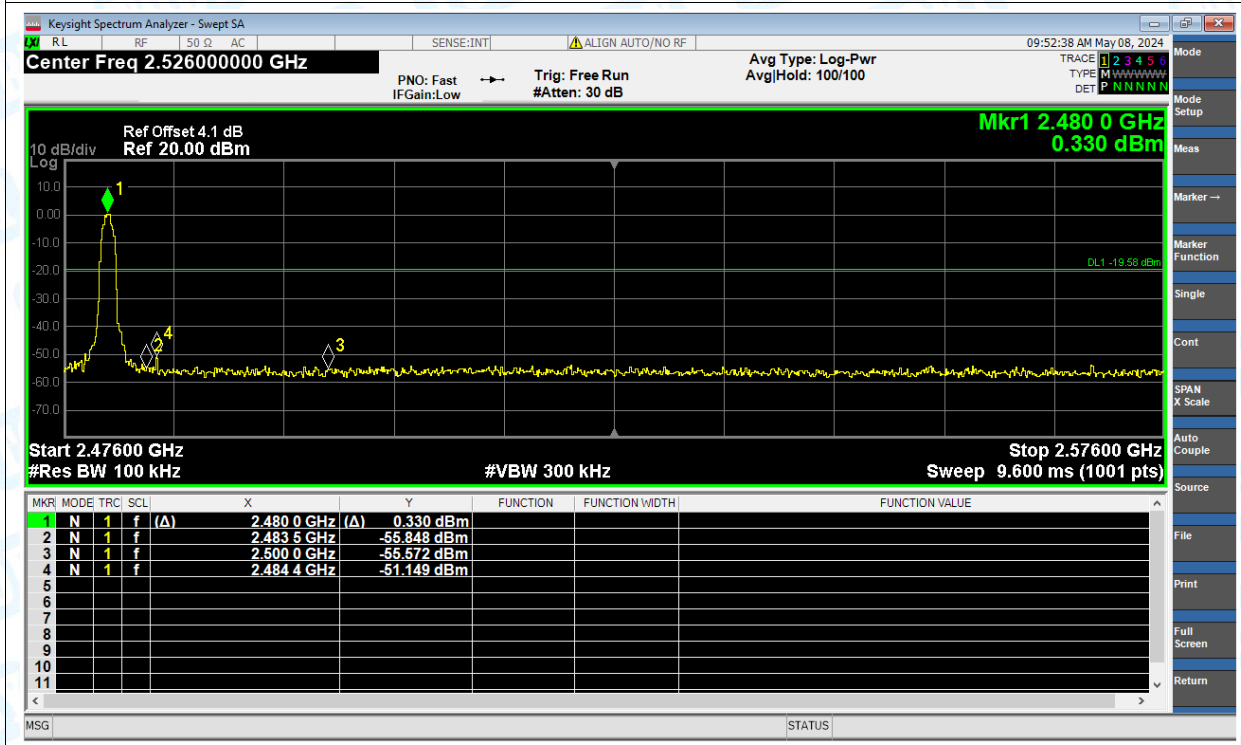 Keysight Spectrum Analyzer - Swept SA
LXI RL RF 50 Ω AC SENSE:INT ALIGN AUTO/NO RF 09:52:38 AM May 08, 2024
Center Freq 2.526000000 GHz
PNO: Fast
IFGain:Low
Trig: Free Run
#Atten: 30 dB
Avg Type: Log-Pwr
Avg|Hold: 100/100
TRACE 1 2 3 4 5 6
TYPE M WWWWW
DET P N N N N N
Mkr1 2.480 0 GHz
0.330 dBm
Ref Offset 4.1 dB
10 dB/div Ref 20.00 dBm
Log
10.0
0.00
-10.0
-20.0
-30.0
-40.0
-50.0
-60.0
-70.0
1
2
4
3
DL1 -19.58 dBm
Start 2.47600 GHz Stop 2.57600 GHz
#Res BW 100 kHz #VBW 300 kHz Sweep 9.600 ms (1001 pts)
MKR MODE TRC SCL X Y FUNCTION FUNCTION WIDTH FUNCTION VALUE
1 N 1 f (Δ) 2.480 0 GHz (Δ) 0.330 dBm
2 N 1 f 2.483 5 GHz -55.848 dBm
3 N 1 f 2.500 0 GHz -55.572 dBm
4 N 1 f 2.484 4 GHz -51.149 dBm
5
6
7
8
9
10
11
MSG STATUS
Mode
Mode
Setup
Meas
Marker →
Marker
Function
Single
Cont
SPAN
X Scale
Auto
Couple
Source
File
Print
Full
Screen
Return